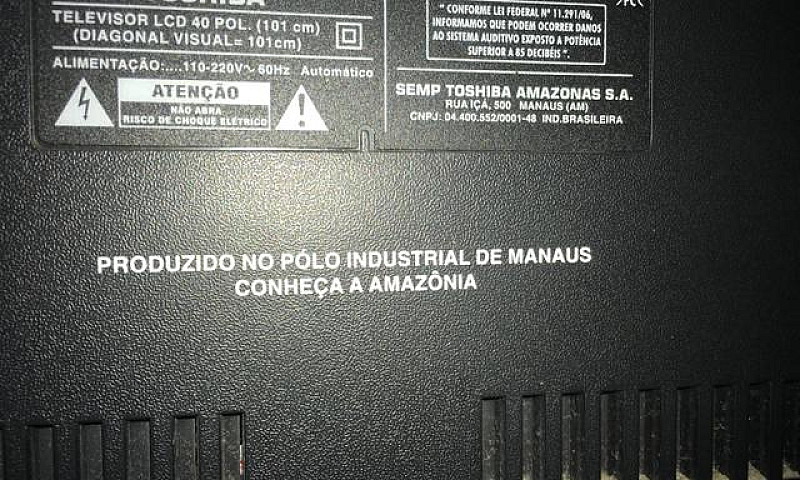 TOSHIBA
TELEVISOR LCD 40 POL. (101 cm)
(DIAGONAL VISUAL= 101cm)
ALIMENTAÇÃO:....110-220V~ 50Hz Automático
ATENÇÃO
NÃO ABRA
RISCO DE CHOQUE ELÉTRICO
" CONFORME LEI FEDERAL Nº 11.291/06,
INFORMAMOS QUE PODEM OCORRER DANOS
AO SISTEMA AUDITIVO EXPOSTO A POTÊNCIA
SUPERIOR A 85 DECIBÉIS ".
SEMP TOSHIBA AMAZONAS S.A.
RUA IÇÁ, 500 MANAUS (AM)
CNPJ: 04.400.552/0001-48 IND.BRASILEIRA
PRODUZIDO NO PÓLO INDUSTRIAL DE MANAUS
CONHEÇA A AMAZÔNIA